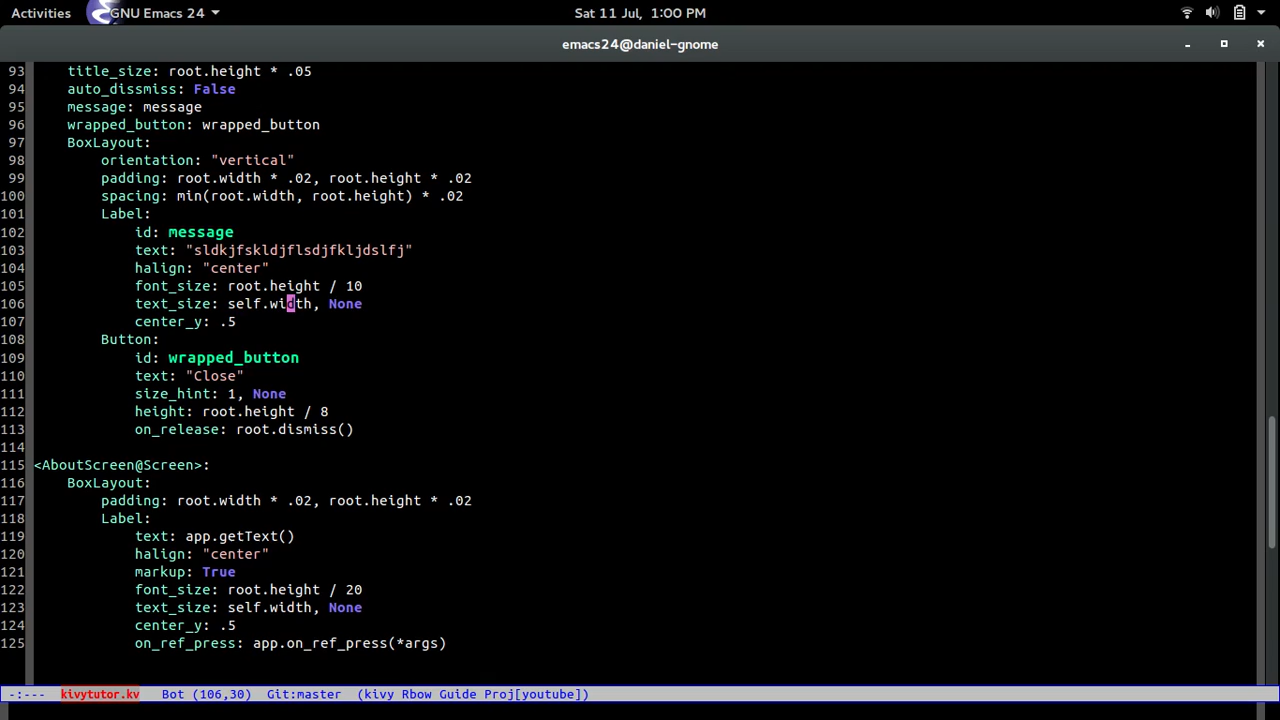 Activities GNU Emacs 24 Sat 11 Jul, 1:00 PM
emacs24@daniel-gnome
93 title_size: root.height * .05
94 auto_dissmiss: False
95 message: message
96 wrapped_button: wrapped_button
97 BoxLayout:
98 orientation: "vertical"
99 padding: root.width * .02, root.height * .02
100 spacing: min(root.width, root.height) * .02
101 Label:
102 id: message
103 text: "sldkjfskldjflsdjfkljdslfj"
104 halign: "center"
105 font_size: root.height / 10
106 text_size: self.width, None
107 center_y: .5
108 Button:
109 id: wrapped_button
110 text: "Close"
111 size_hint: 1, None
112 height: root.height / 8
113 on_release: root.dismiss()
114
115 <AboutScreen@Screen>:
116 BoxLayout:
117 padding: root.width * .02, root.height * .02
118 Label:
119 text: app.getText()
120 halign: "center"
121 markup: True
122 font_size: root.height / 20
123 text_size: self.width, None
124 center_y: .5
125 on_ref_press: app.on_ref_press(*args)
-:--- kivytutor.kv Bot (106,30) Git:master (kivy Rbow Guide Proj[youtube])